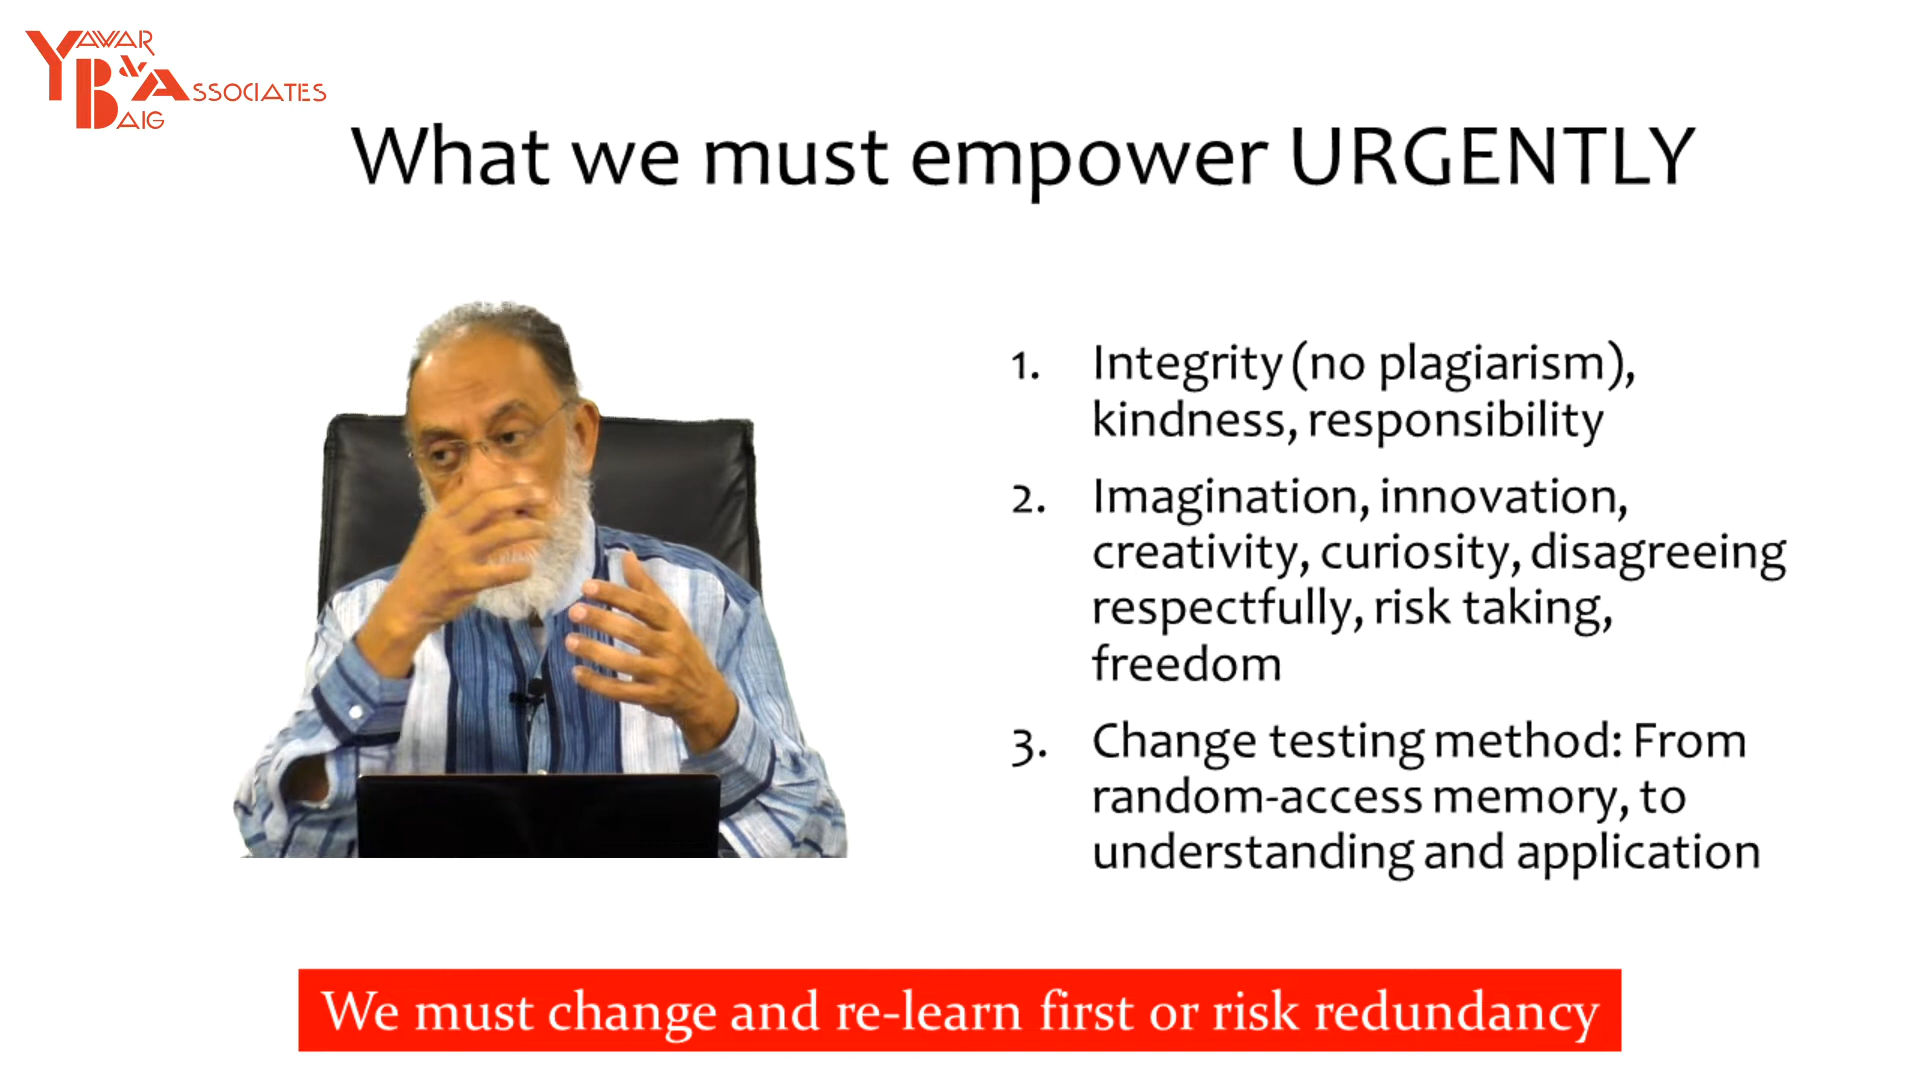 YAWAR
BAIG & ASSOCIATES
What we must empower URGENTLY
1. Integrity (no plagiarism),
kindness, responsibility
2. Imagination, innovation,
creativity, curiosity, disagreeing
respectfully, risk taking,
freedom
3. Change testing method: From
random-access memory, to
understanding and application
We must change and re-learn first or risk redundancy